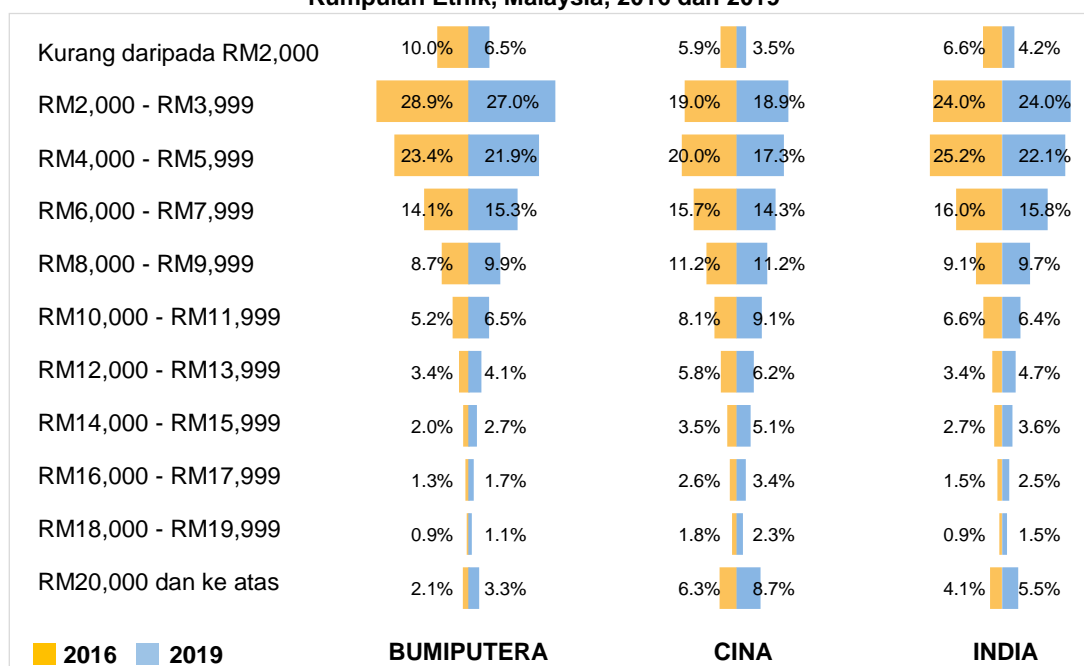 Kumpulan Etnik, Malaysia, 2016 dan 2019
Kurang daripada RM2,000 10.0% 6.5% 5.9% 3.5% 6.6% 4.2%
RM2,000 - RM3,999 28.9% 27.0% 19.0% 18.9% 24.0% 24.0%
RM4,000 - RM5,999 23.4% 21.9% 20.0% 17.3% 25.2% 22.1%
RM6,000 - RM7,999 14.1% 15.3% 15.7% 14.3% 16.0% 15.8%
RM8,000 - RM9,999 8.7% 9.9% 11.2% 11.2% 9.1% 9.7%
RM10,000 - RM11,999 5.2% 6.5% 8.1% 9.1% 6.6% 6.4%
RM12,000 - RM13,999 3.4% 4.1% 5.8% 6.2% 3.4% 4.7%
RM14,000 - RM15,999 2.0% 2.7% 3.5% 5.1% 2.7% 3.6%
RM16,000 - RM17,999 1.3% 1.7% 2.6% 3.4% 1.5% 2.5%
RM18,000 - RM19,999 0.9% 1.1% 1.8% 2.3% 0.9% 1.5%
RM20,000 dan ke atas 2.1% 3.3% 6.3% 8.7% 4.1% 5.5%
2016 2019 BUMIPUTERA CINA INDIA